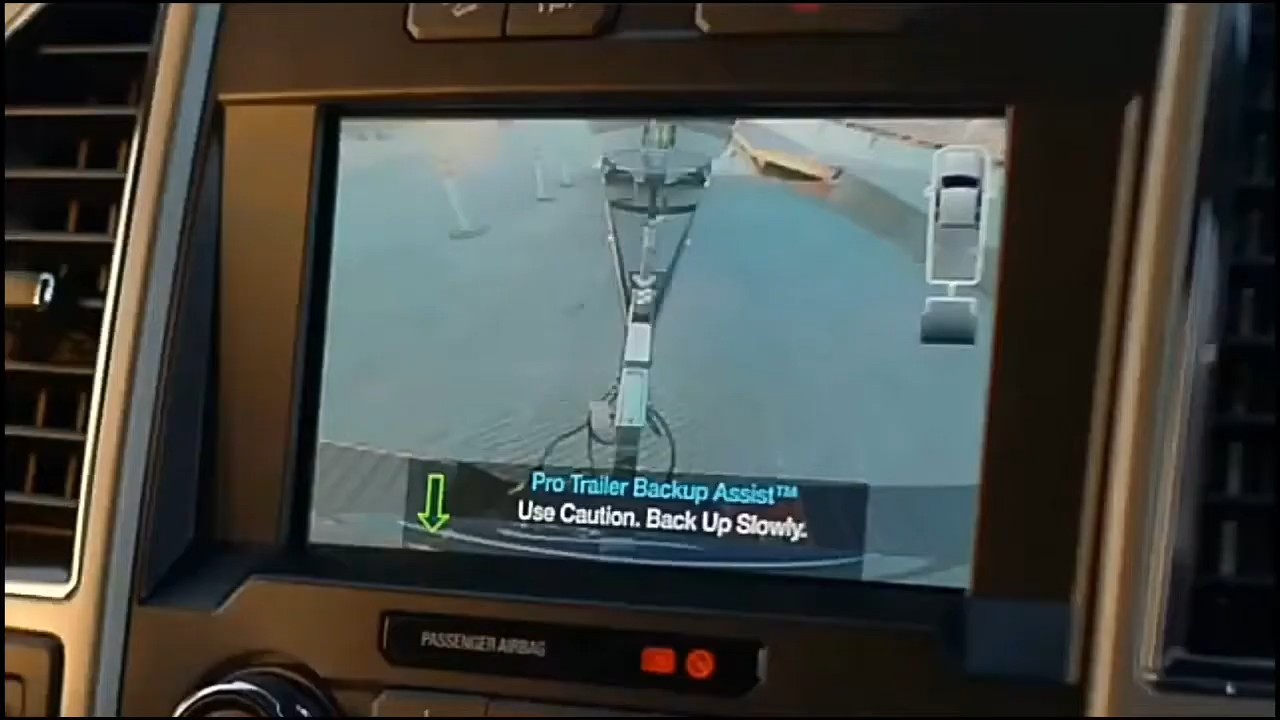 Pro Trailer Backup Assist™
Use Caution. Back Up Slowly.
PASSENGER AIRBAG